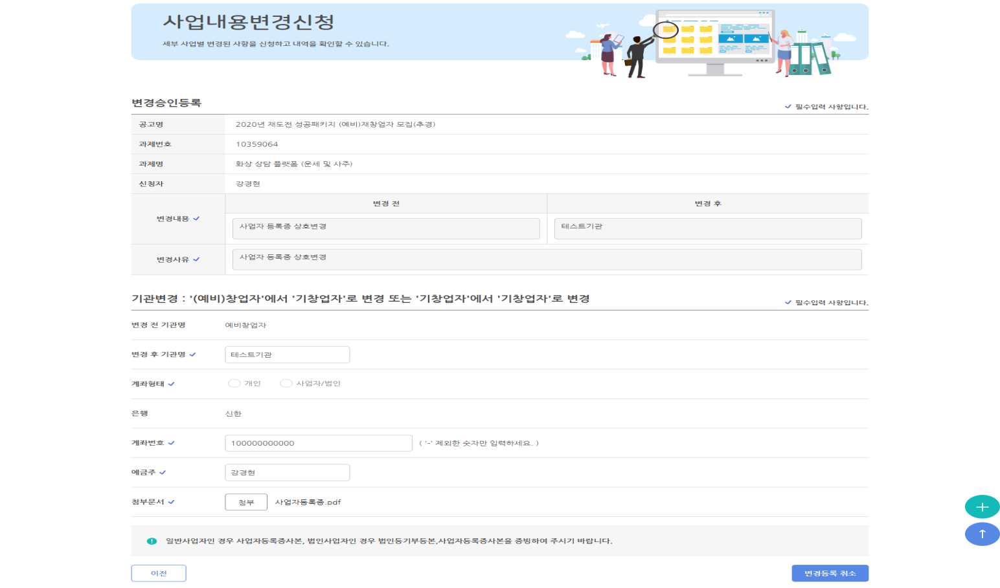 사업내용변경신청
세부 사업별 변경된 사항을 신청하고 내역을 확인할 수 있습니다.
변경승인등록
필수입력 사항입니다.
공고명 2020년 재도전 성공패키지 (예비)재창업자 모집(추경)
과제번호 10359064
과제명 화상 상담 플랫폼 (운세 및 사주)
신청자 강경현
변경내용 변경 전 변경 후
사업자 등록증 상호변경 테스트기관
변경사유 사업자 등록증 상호변경
기관변경 : '(예비)창업자'에서 '기창업자'로 변경 또는 '기창업자'에서 '기창업자'로 변경
필수입력 사항입니다.
변경 전 기관명 예비창업자
변경 후 기관명 테스트기관
계좌형태 개인 사업자/법인
은행 신한
계좌번호 100000000000 ( '-' 제외한 숫자만 입력하세요. )
예금주 강경현
첨부문서 첨부 사업자등록증.pdf
일반사업자인 경우 사업자등록증사본, 법인사업자인 경우 법인등기부등본,사업자등록증사본을 증빙하여 주시기 바랍니다.
이전 변경등록 취소